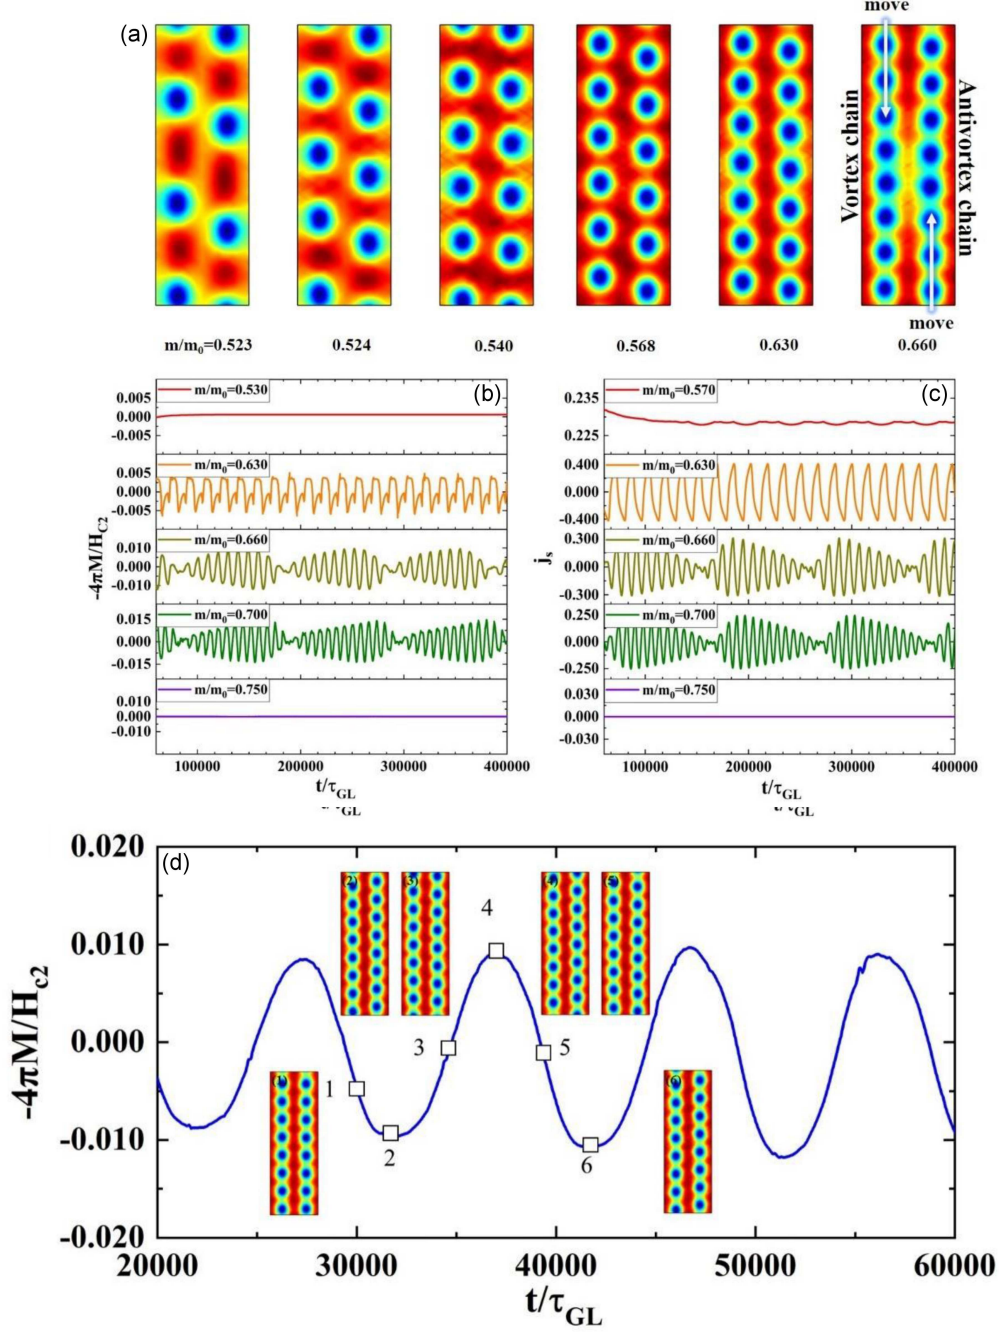 move
(a)
Vortex chain
Antivortex chain
move
m/m0=0.523 0.524 0.540 0.568 0.630 0.660
(b)
-4πM/HC2
m/m0=0.530
0.005
0.000
-0.005
m/m0=0.630
0.005
0.000
-0.005
m/m0=0.660
0.010
0.000
-0.010
m/m0=0.700
0.015
0.000
-0.015
m/m0=0.750
0.010
0.000
-0.010
100000 200000 300000 400000
t/τGL
(c)
js
m/m0=0.570
0.235
0.225
m/m0=0.630
0.400
0.000
-0.400
m/m0=0.660
0.300
0.000
-0.300
m/m0=0.700
0.250
0.000
-0.250
m/m0=0.750
0.030
0.000
-0.030
100000 200000 300000 400000
t/τGL
(d)
-4πM/Hc2
0.020
0.010
0.000
-0.010
-0.020
(2) (3) (4) (5)
4
3
5
1
2
6
(1) (6)
20000 30000 40000 50000 60000
t/τGL